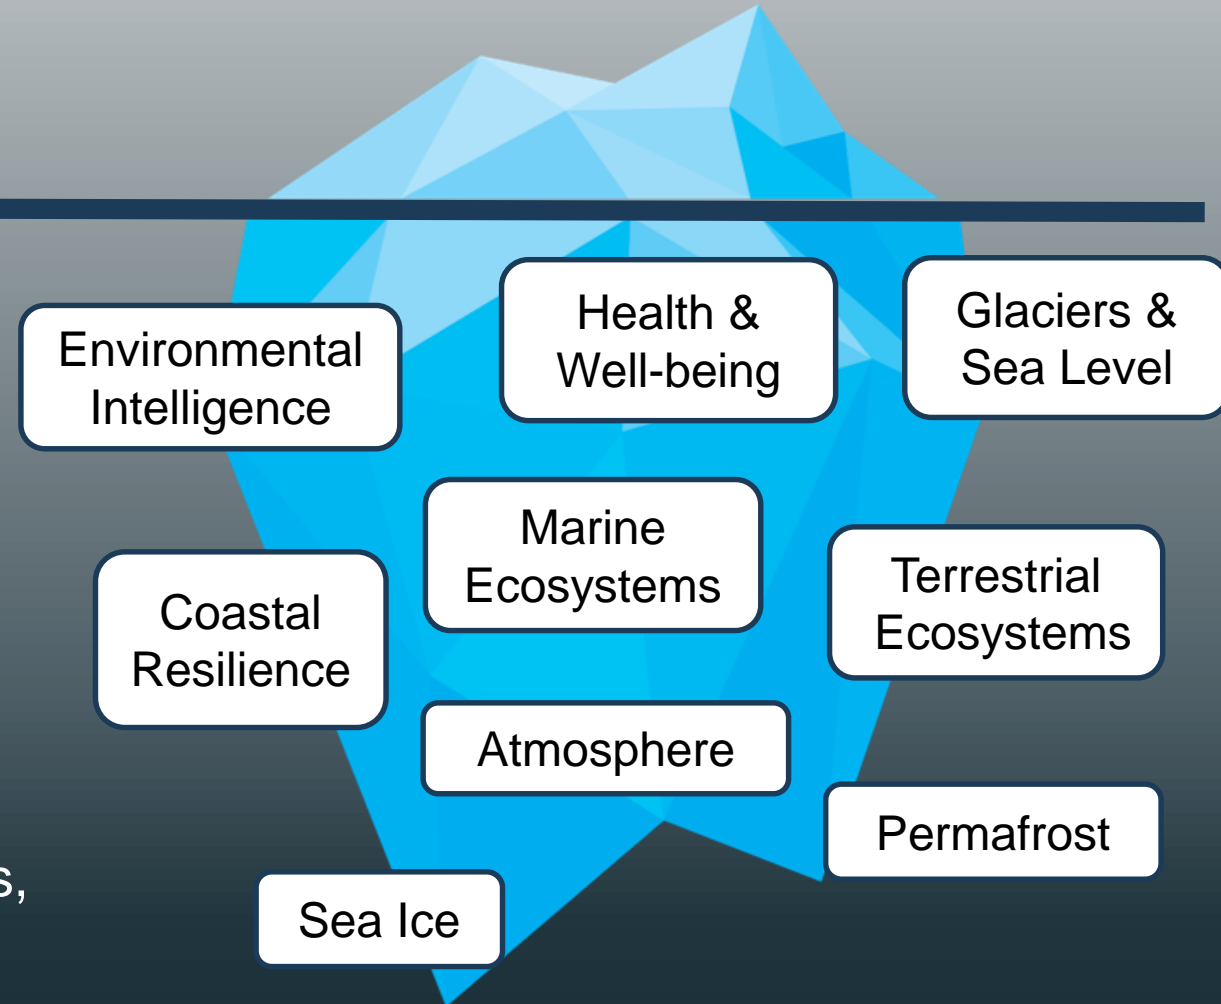 Environmental
Intelligence
Health &
Well-being
Glaciers &
Sea Level
Coastal
Resilience
Marine
Ecosystems
Terrestrial
Ecosystems
Atmosphere
Permafrost
s,
Sea Ice